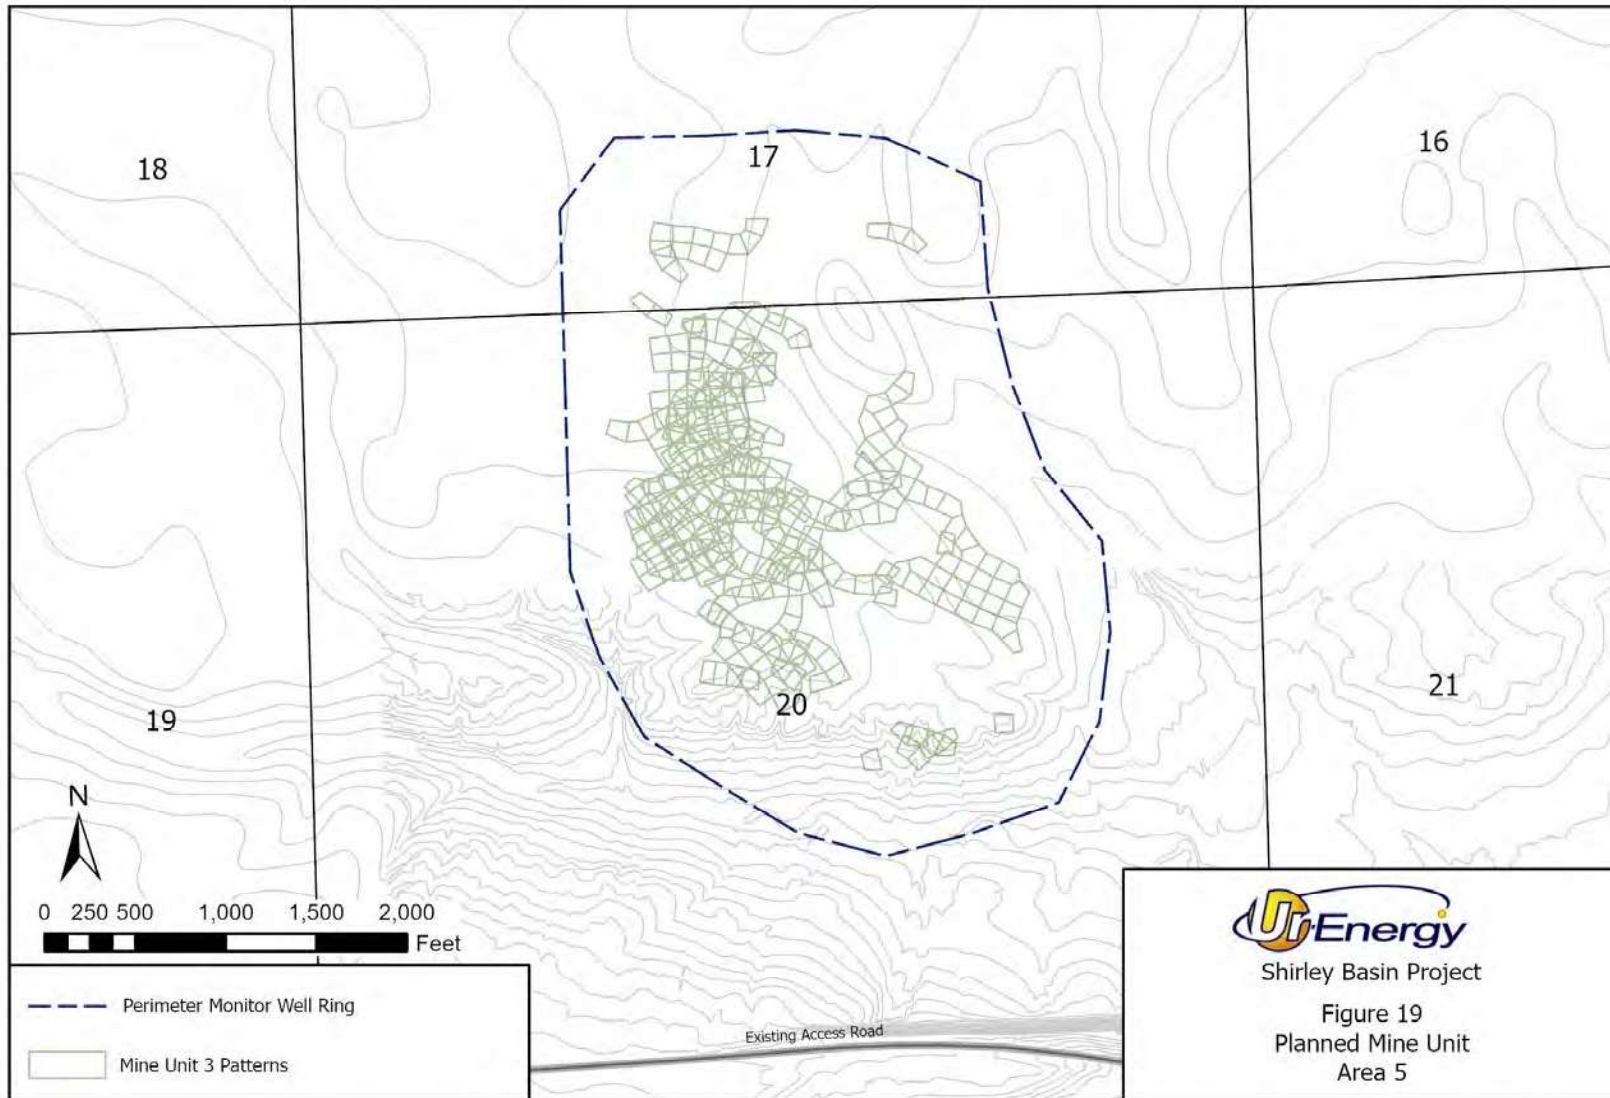 17
16
18
21
20
19
N
0 250 500 1,000 1,500 2,000
Feet
Perimeter Monitor Well Ring
Mine Unit 3 Patterns
Existing Access Road
Ur-Energy
Shirley Basin Project
Figure 19
Planned Mine Unit
Area 5